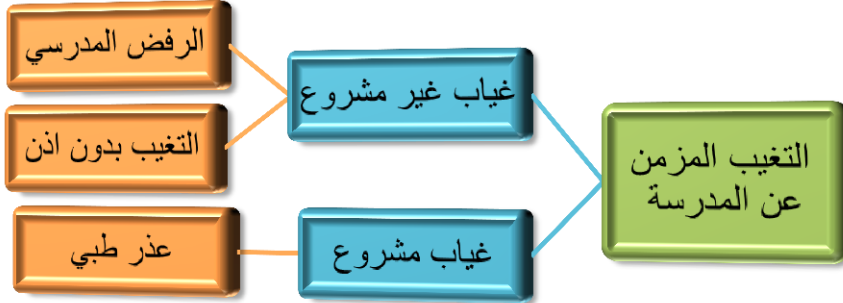 التغيب المزمن
عن المدرسة
غياب غير مشروع
الرفض المدرسي
التغيب بدون اذن
غياب مشروع
عذر طبي